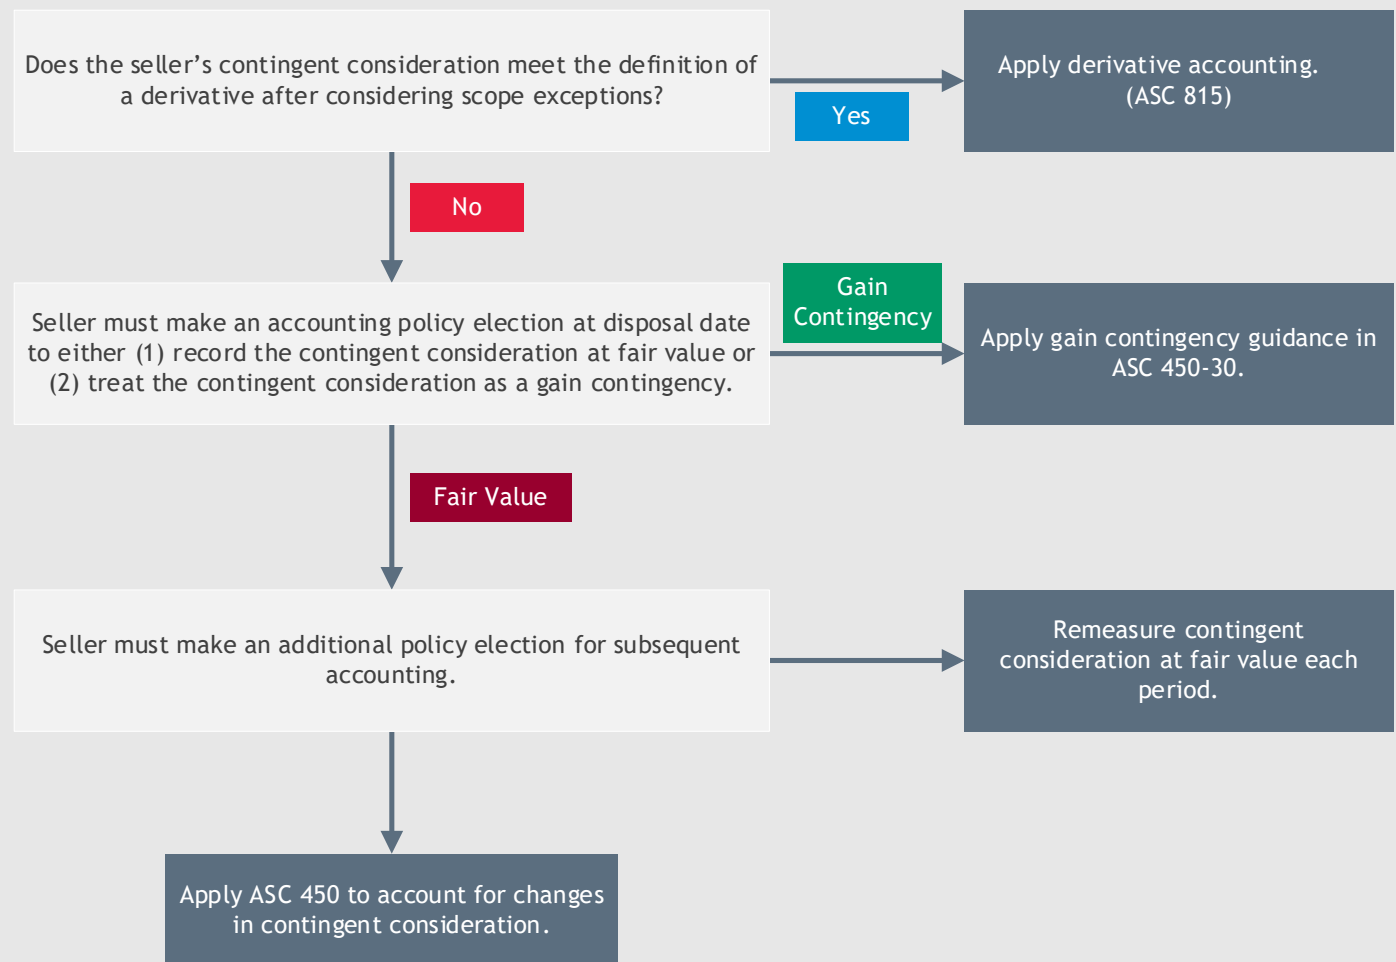 Does the seller’s contingent consideration meet the definition of
a derivative after considering scope exceptions?
Apply derivative accounting.
(ASC 815)
Yes
No
Gain
Contingency
Seller must make an accounting policy election at disposal date
to either (1) record the contingent consideration at fair value or
(2) treat the contingent consideration as a gain contingency.
Apply gain contingency guidance in
ASC 450-30.
Fair Value
Seller must make an additional policy election for subsequent
accounting.
Remeasure contingent
consideration at fair value each
period.
Apply ASC 450 to account for changes
in contingent consideration.